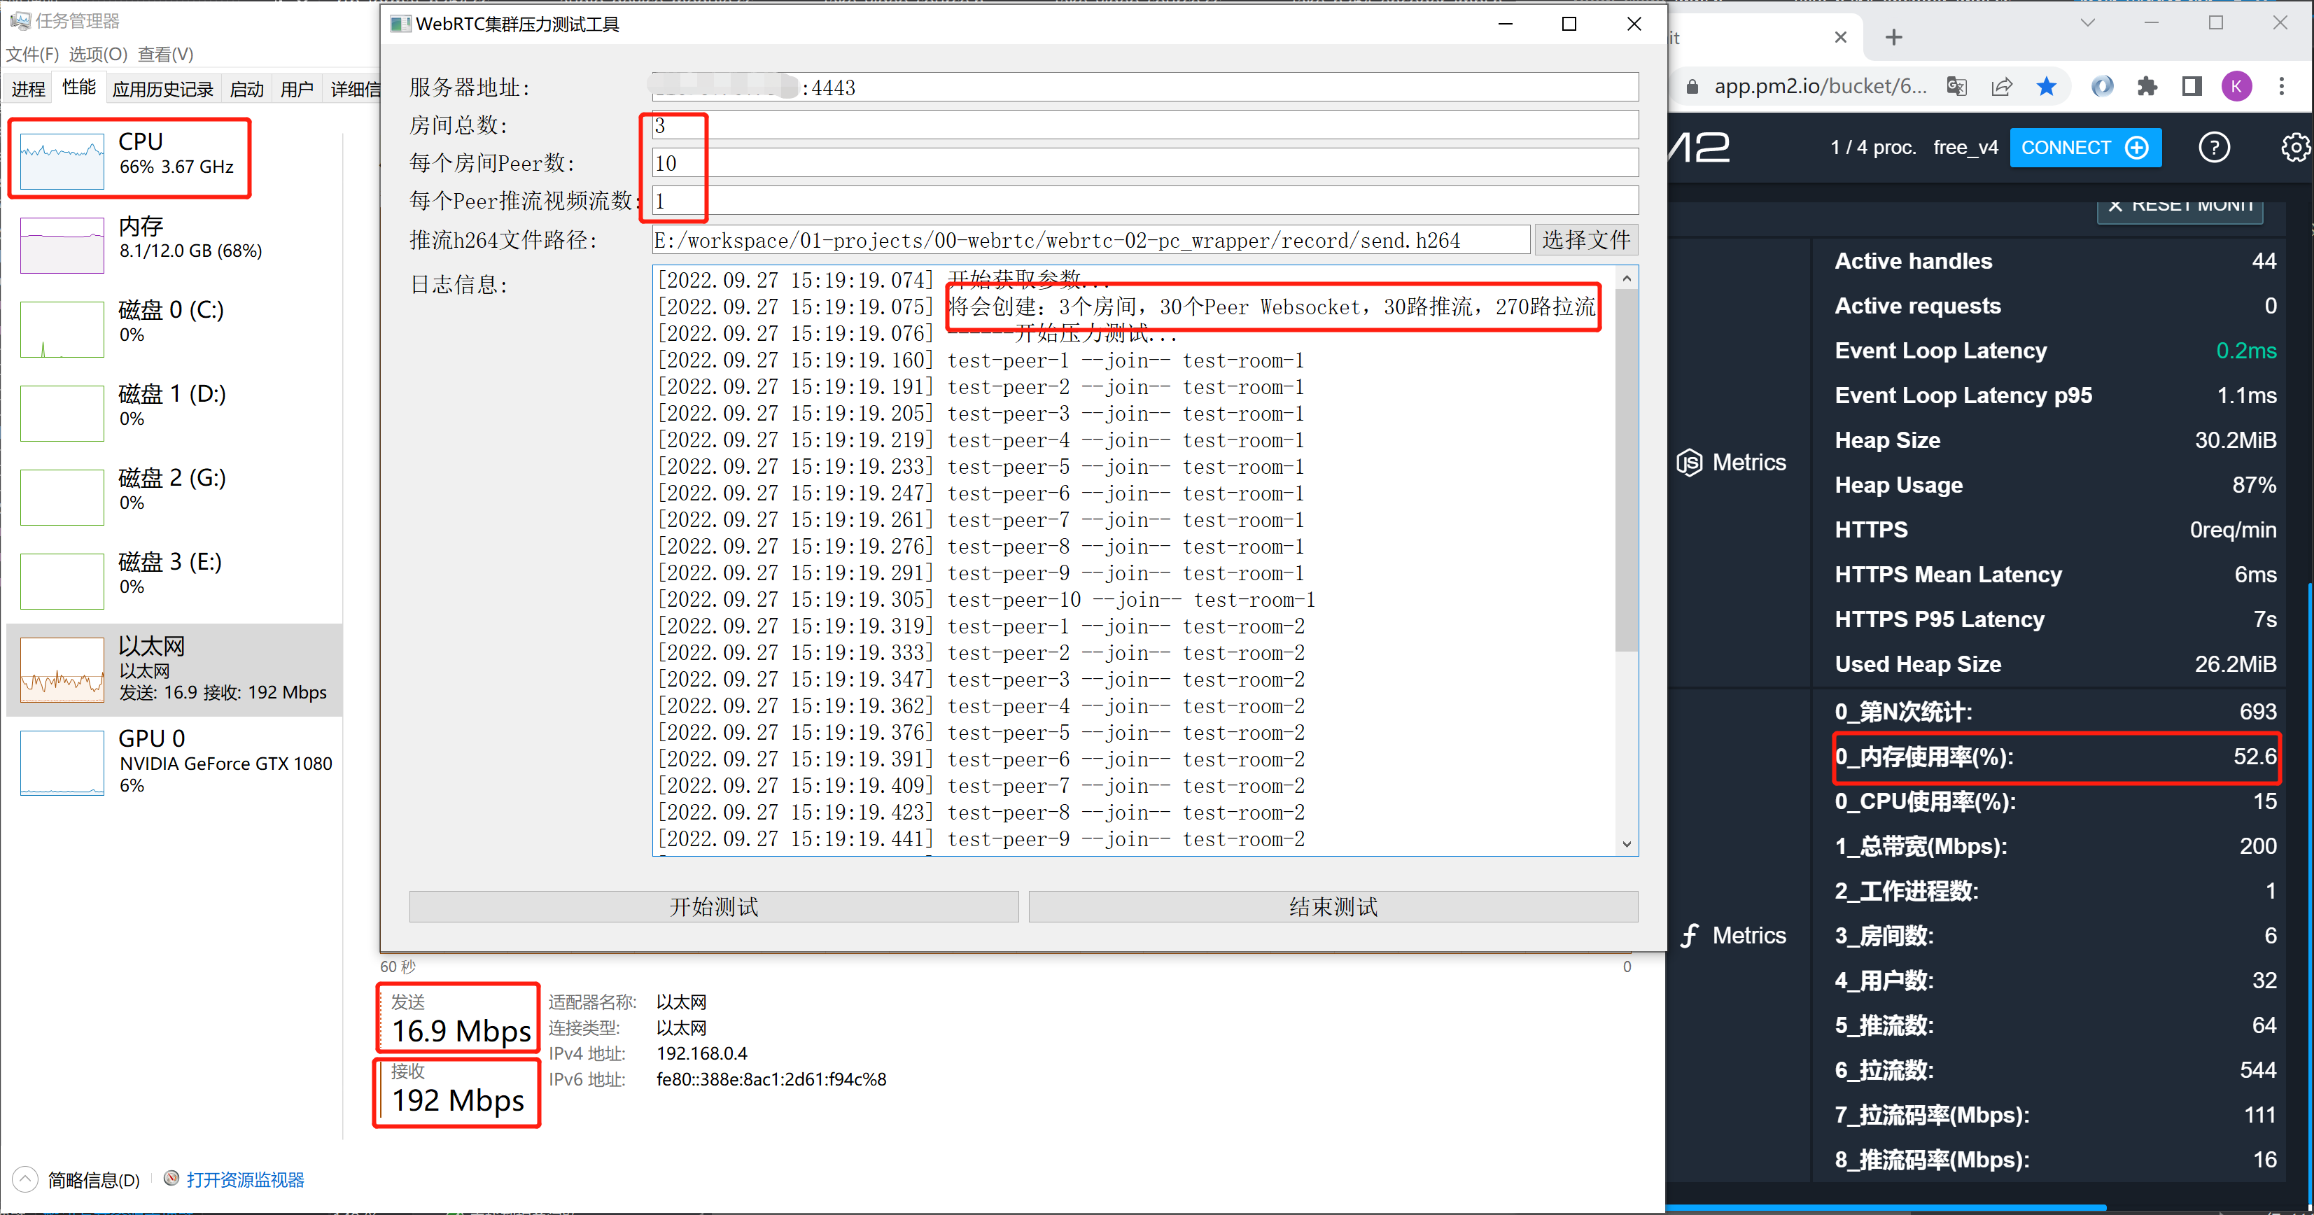 任务管理器
文件(F) 选项(O) 查看(V)
进程 性能 应用历史记录 启动 用户 详细信
CPU
66% 3.67 GHz
内存
8.1/12.0 GB (68%)
磁盘 0 (C:)
0%
磁盘 1 (D:)
0%
磁盘 2 (G:)
0%
磁盘 3 (E:)
0%
以太网
以太网
发送: 16.9 接收: 192 Mbps
GPU 0
NVIDIA GeForce GTX 1080
6%
简略信息(D) 打开资源监视器
WebRTC集群压力测试工具
服务器地址: :4443
房间总数: 3
每个房间Peer数: 10
每个Peer推流视频流数: 1
推流h264文件路径: E:/workspace/01-projects/00-webrtc/webrtc-02-pc_wrapper/record/send.h264 选择文件
日志信息:
[2022.09.27 15:19:19.074] 开始获取参数...
[2022.09.27 15:19:19.075] 将会创建: 3个房间, 30个Peer Websocket, 30路推流, 270路拉流
[2022.09.27 15:19:19.076] ------开始压力测试...
[2022.09.27 15:19:19.160] test-peer-1 --join-- test-room-1
[2022.09.27 15:19:19.191] test-peer-2 --join-- test-room-1
[2022.09.27 15:19:19.205] test-peer-3 --join-- test-room-1
[2022.09.27 15:19:19.219] test-peer-4 --join-- test-room-1
[2022.09.27 15:19:19.233] test-peer-5 --join-- test-room-1
[2022.09.27 15:19:19.247] test-peer-6 --join-- test-room-1
[2022.09.27 15:19:19.261] test-peer-7 --join-- test-room-1
[2022.09.27 15:19:19.276] test-peer-8 --join-- test-room-1
[2022.09.27 15:19:19.291] test-peer-9 --join-- test-room-1
[2022.09.27 15:19:19.305] test-peer-10 --join-- test-room-1
[2022.09.27 15:19:19.319] test-peer-1 --join-- test-room-2
[2022.09.27 15:19:19.333] test-peer-2 --join-- test-room-2
[2022.09.27 15:19:19.347] test-peer-3 --join-- test-room-2
[2022.09.27 15:19:19.362] test-peer-4 --join-- test-room-2
[2022.09.27 15:19:19.376] test-peer-5 --join-- test-room-2
[2022.09.27 15:19:19.391] test-peer-6 --join-- test-room-2
[2022.09.27 15:19:19.409] test-peer-7 --join-- test-room-2
[2022.09.27 15:19:19.423] test-peer-8 --join-- test-room-2
[2022.09.27 15:19:19.441] test-peer-9 --join-- test-room-2
开始测试 结束测试
60 秒 0
发送
16.9 Mbps
接收
192 Mbps
适配器名称: 以太网
连接类型: 以太网
IPv4 地址: 192.168.0.4
IPv6 地址: fe80::388e:8ac1:2d61:f94c%8
it
app.pm2.io/bucket/6... K
M2 1 / 4 proc. free_v4 CONNECT
RESET MONIT
JS Metrics
Active handles 44
Active requests 0
Event Loop Latency 0.2ms
Event Loop Latency p95 1.1ms
Heap Size 30.2MiB
Heap Usage 87%
HTTPS 0req/min
HTTPS Mean Latency 6ms
HTTPS P95 Latency 7s
Used Heap Size 26.2MiB
Metrics
0_第N次统计: 693
0_内存使用率(%): 52.6
0_CPU使用率(%): 15
1_总带宽(Mbps): 200
2_工作进程数: 1
3_房间数: 6
4_用户数: 32
5_推流数: 64
6_拉流数: 544
7_拉流码率(Mbps): 111
8_推流码率(Mbps): 16